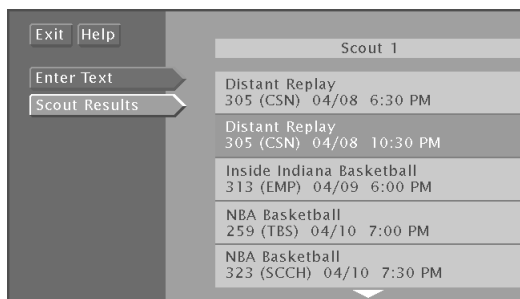 Exit Help
Scout 1
Enter Text
Scout Results
Distant Replay
305 (CSN) 04/08 6:30 PM
Distant Replay
305 (CSN) 04/08 10:30 PM
Inside Indiana Basketball
313 (EMP) 04/09 6:00 PM
NBA Basketball
259 (TBS) 04/10 7:00 PM
NBA Basketball
323 (SCCH) 04/10 7:30 PM